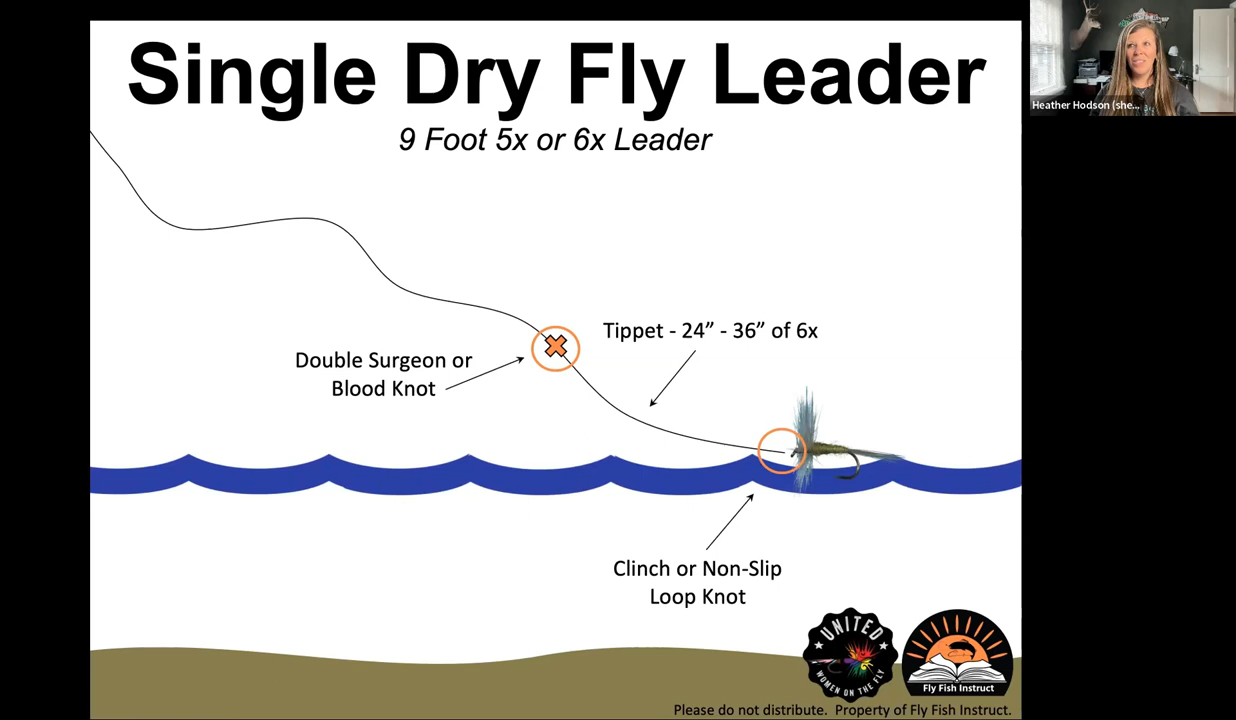 Single Dry Fly Leader
9 Foot 5x or 6x Leader
Heather Hodson (she...
Tippet - 24” - 36” of 6x
Double Surgeon or
Blood Knot
Clinch or Non-Slip
Loop Knot
UNITED
WOMEN ON THE FLY
Fly Fish Instruct
Please do not distribute. Property of Fly Fish Instruct.